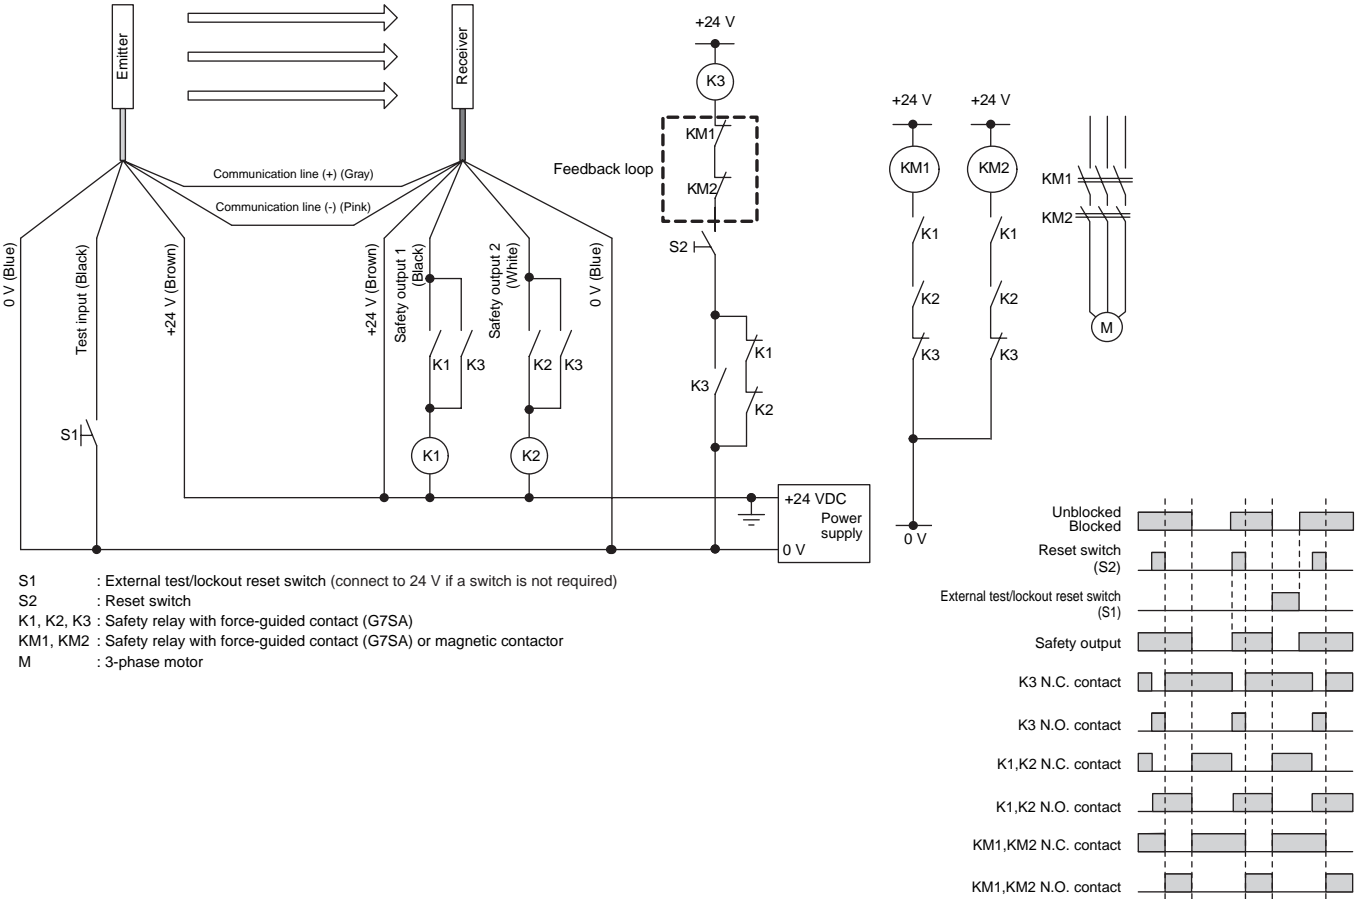 Emitter
Receiver
Communication line (+) (Gray)
Communication line (-) (Pink)
0 V (Blue)
Test input (Black)
+24 V (Brown)
+24 V (Brown)
Safety output 1
(Black)
Safety output 2
(White)
0 V (Blue)
S1
K1
K3
K2
K3
K1
K2
+24 V
K3
Feedback loop
KM1
KM2
S2
K3
K1
K2
+24 VDC
Power
supply
0 V
+24 V
+24 V
KM1
KM2
K1
K1
K2
K2
K3
K3
0 V
KM1
KM2
M
S1 : External test/lockout reset switch (connect to 24 V if a switch is not required)
S2 : Reset switch
K1, K2, K3 : Safety relay with force-guided contact (G7SA)
KM1, KM2 : Safety relay with force-guided contact (G7SA) or magnetic contactor
M : 3-phase motor
Unblocked
Blocked
Reset switch
(S2)
External test/lockout reset switch
(S1)
Safety output
K3 N.C. contact
K3 N.O. contact
K1,K2 N.C. contact
K1,K2 N.O. contact
KM1,KM2 N.C. contact
KM1,KM2 N.O. contact